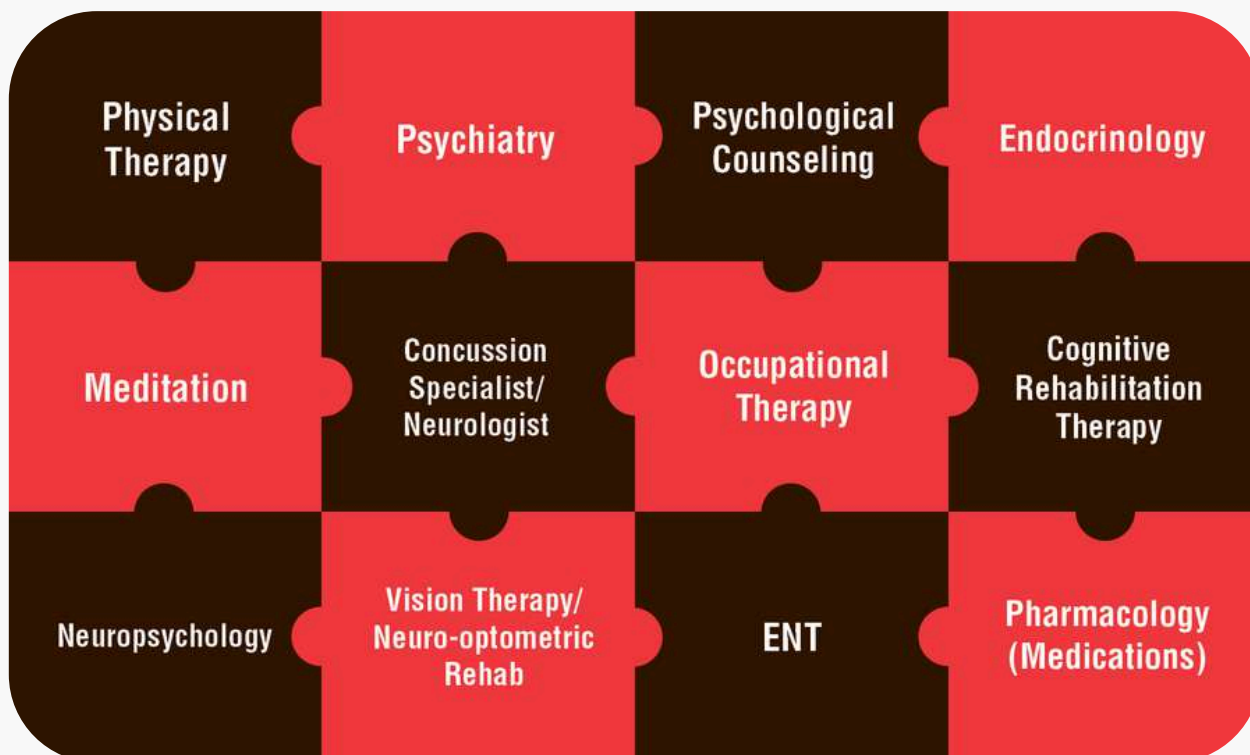 Physical
Therapy
Psychiatry
Psychological
Counseling
Endocrinology
Meditation
Concussion
Specialist/
Neurologist
Occupational
Therapy
Cognitive
Rehabilitation
Therapy
Neuropsychology
Vision Therapy/
Neuro-optometric
Rehab
ENT
Pharmacology
(Medications)